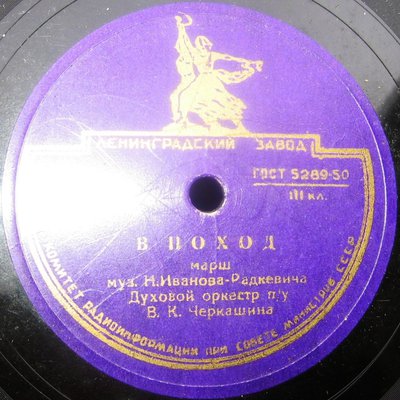 ЛЕНИНГРАДСКИЙ ЗАВОД
ГОСТ 5289-50
III кл.
В ПОХОД
марш
муз. Н.Иванова-Радкевича
Духовой оркестр п/у
В. К. Черкашина
КОМИТЕТ РАДИОИНФОРМАЦИИ ПРИ СОВЕТЕ МИНИСТРОВ СССР